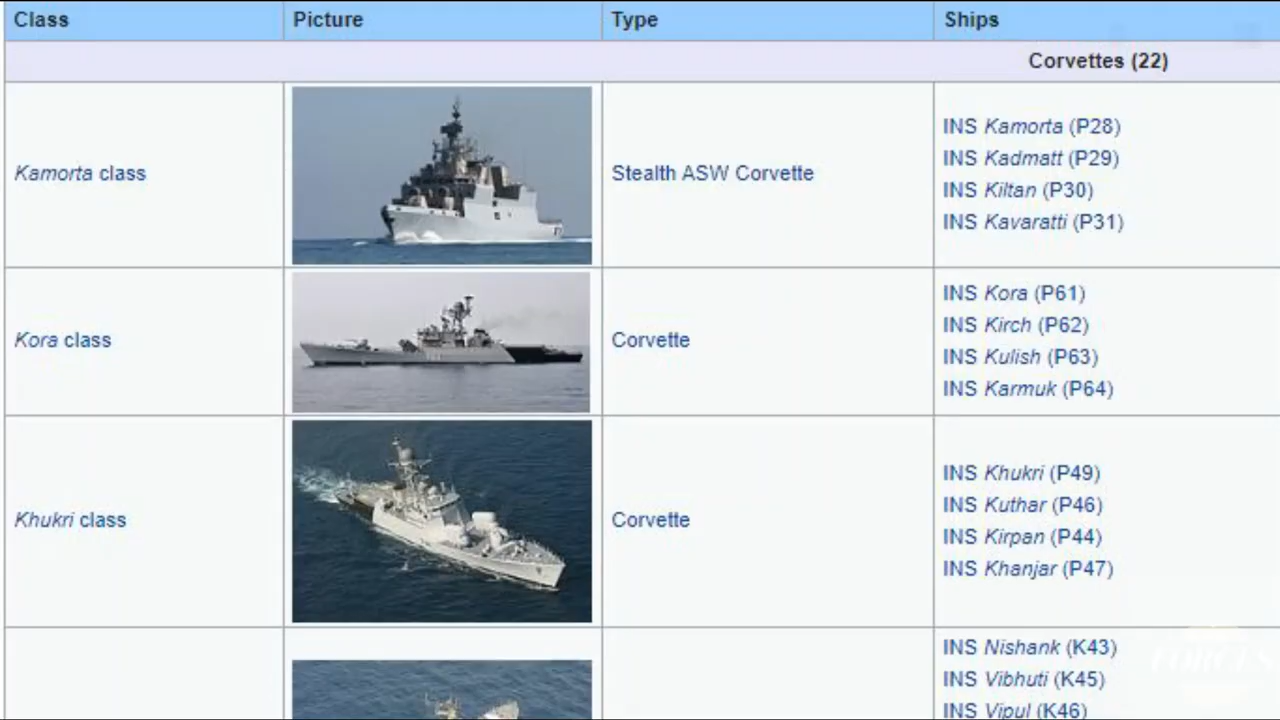 Class Picture Type Ships
Corvettes (22)
Kamorta class
Stealth ASW Corvette
INS Kamorta (P28)
INS Kadmatt (P29)
INS Kiltan (P30)
INS Kavaratti (P31)
Kora class
Corvette
INS Kora (P61)
INS Kirch (P62)
INS Kulish (P63)
INS Karmuk (P64)
Khukri class
Corvette
INS Khukri (P49)
INS Kuthar (P46)
INS Kirpan (P44)
INS Khanjar (P47)
INS Nishank (K43)
INS Vibhuti (K45)
INS Vipul (K46)
FORCES